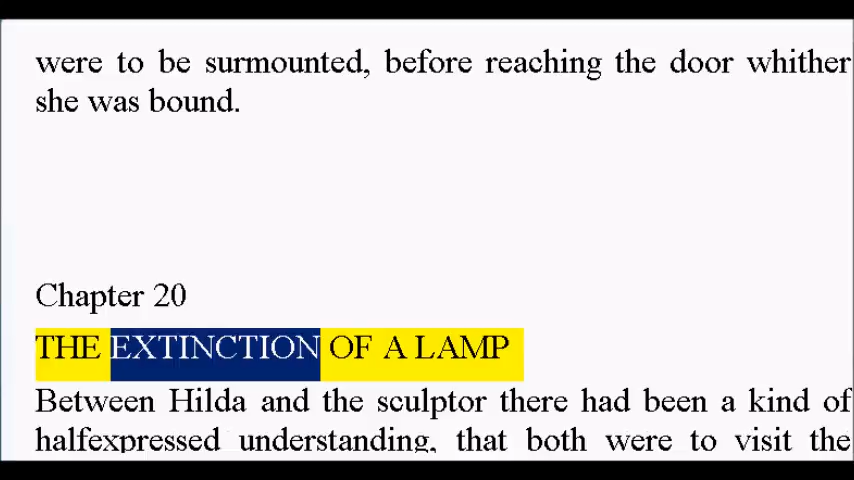 were to be surmounted, before reaching the door whither
she was bound.
Chapter 20
THE EXTINCTION OF A LAMP
Between Hilda and the sculptor there had been a kind of
halfexpressed understanding, that both were to visit the